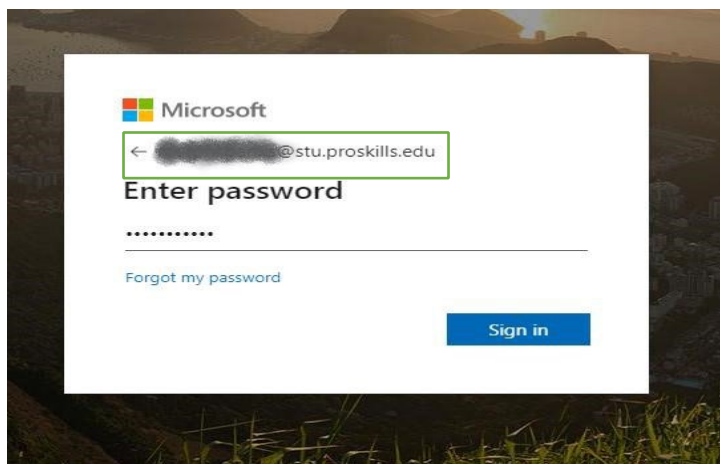 Microsoft
← @stu.proskills.edu
Enter password
•••••••••••
Forgot my password
Sign in